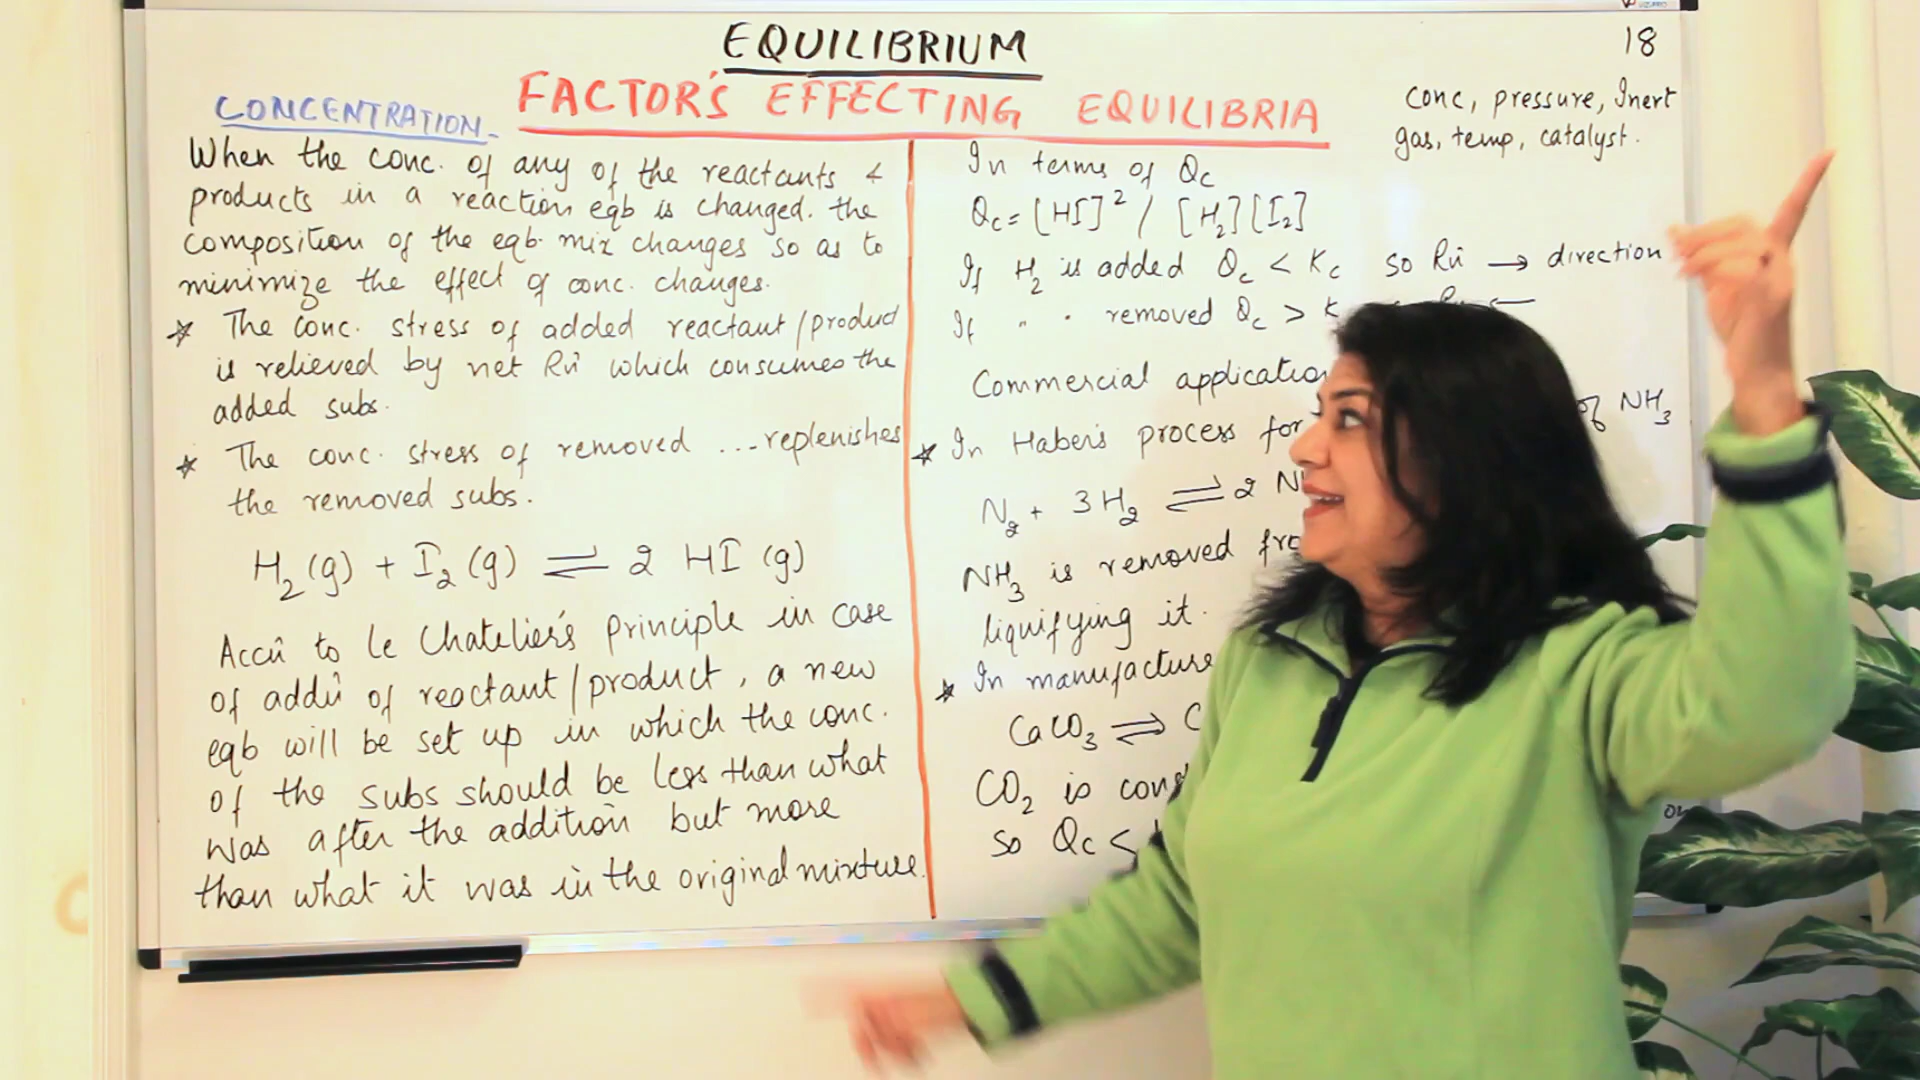 EQUILIBRIUM
18
FACTOR'S EFFECTING EQUILIBRIA
conc, pressure, Inert
gas, temp, catalyst.
CONCENTRATION-
When the conc. of any of the reactants &
products in a reaction eqb is changed. the
composition of the eqb. mix changes so as to
minimize the effect of conc. changes.
* The conc. stress of added reactant/product
is relieved by net Rn̂ which consumes the
added subs.
* The conc. stress of removed ...replenishes
the removed subs.
H₂(g) + I₂(g) ⇌ 2 HI (g)
Accn̂ to Le Chatelier's principle in case
of addn̂ of reactant/product, a new
eqb will be set up in which the conc.
of the subs should be less than what
was after the addition but more
than what it was in the original mixture.
In terms of Qc
Qc = [HI]² / [H₂][I₂]
If H₂ is added Qc < Kc so Rn̂ → direction
If " " removed Qc > K
Commercial application
* In Haber's process for of NH₃
N₂ + 3H₂ ⇌ 2
NH₃ is removed
liquifying it.
* In manufacture
CaCO₃ ⇌ C
CO₂ is
so Qc <